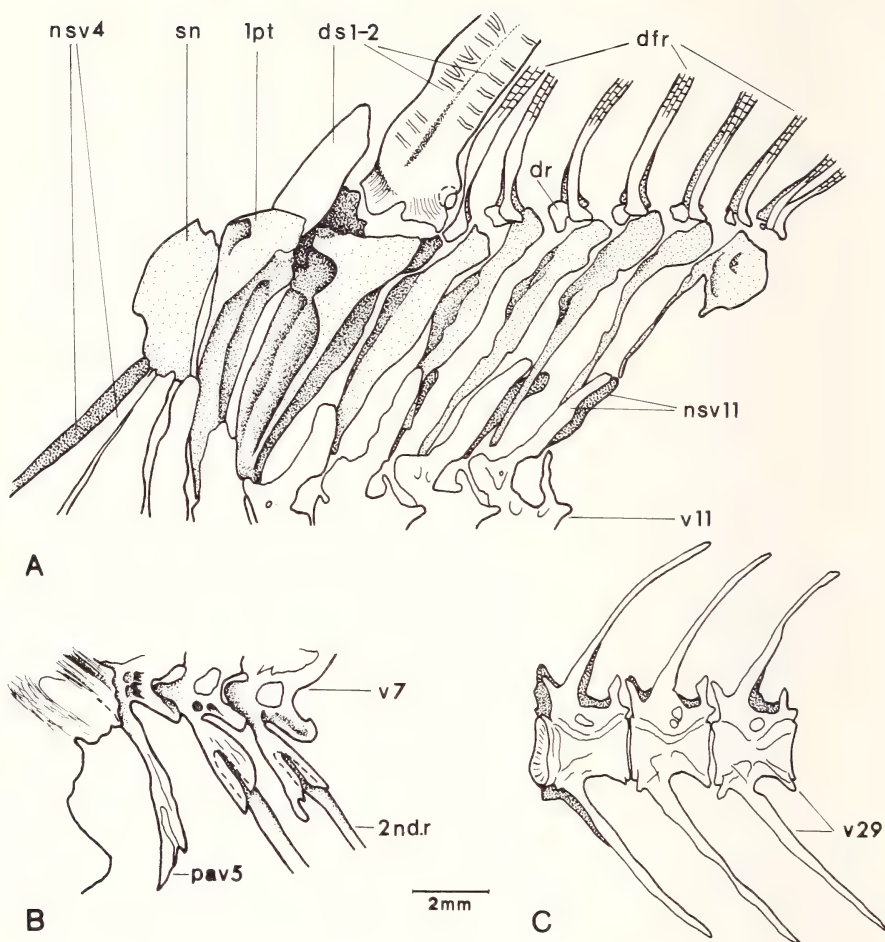 nsv4 sn 1pt ds1-2 dfr
dr
nsv11
v11
A
v7
2nd.r
pav5
v29
2mm
B C